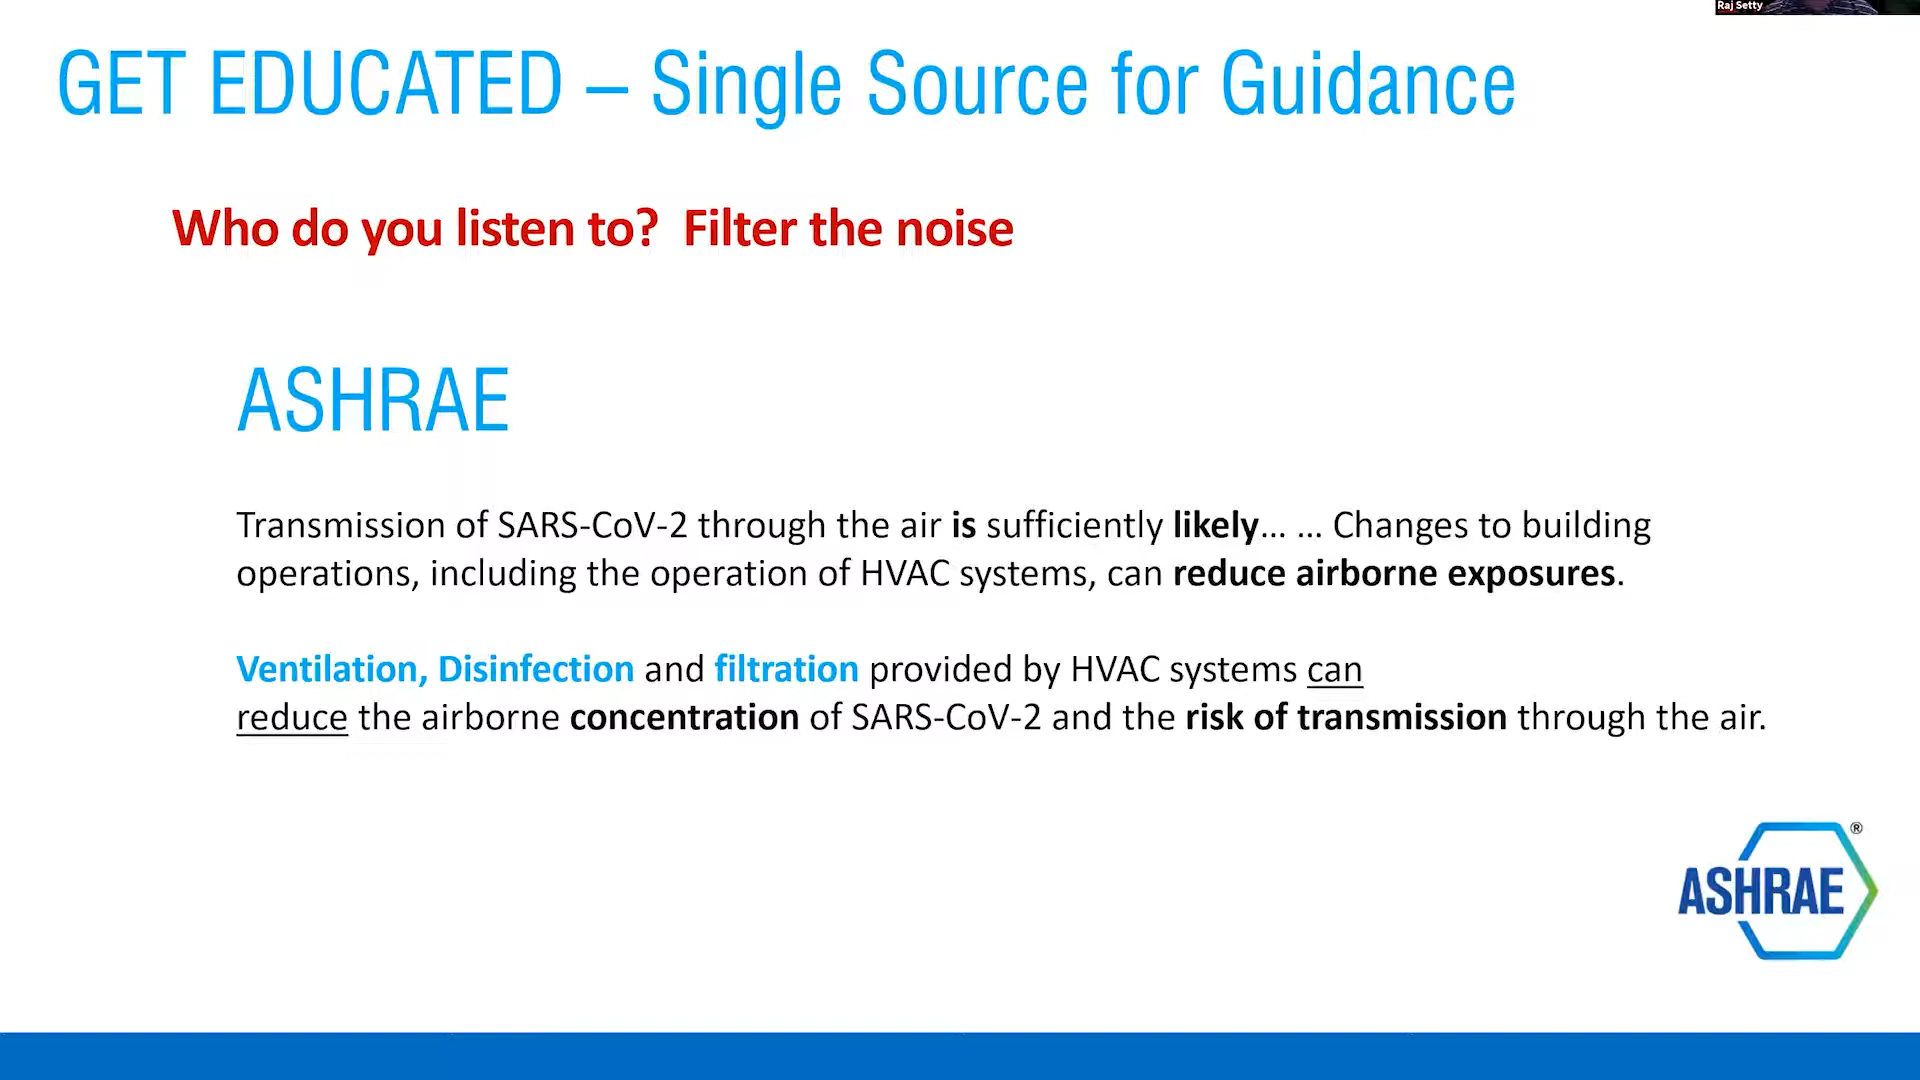 Raj Setty
GET EDUCATED – Single Source for Guidance
Who do you listen to?  Filter the noise
ASHRAE
Transmission of SARS-CoV-2 through the air is sufficiently likely... ... Changes to building
operations, including the operation of HVAC systems, can reduce airborne exposures.
Ventilation, Disinfection and filtration provided by HVAC systems can
reduce the airborne concentration of SARS-CoV-2 and the risk of transmission through the air.
ASHRAE®